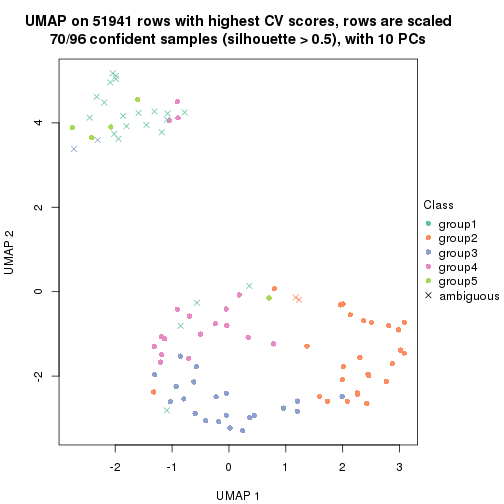 UMAP on 51941 rows with highest CV scores, rows are scaled
70/96 confident samples (silhouette > 0.5), with 10 PCs
4
2
0
-2
-2
-1
0
1
2
3
UMAP 1
UMAP 2
Class
group1
group2
group3
group4
group5
ambiguous